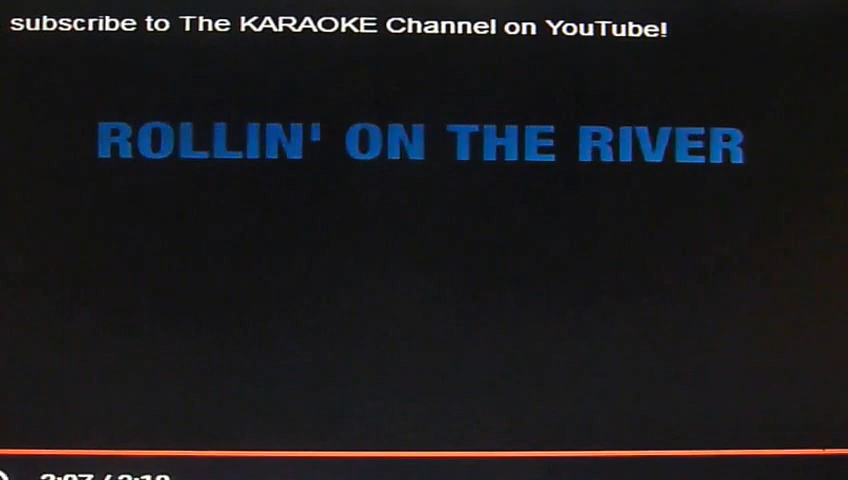 subscribe to The KARAOKE Channel on YouTube!
ROLLIN' ON THE RIVER